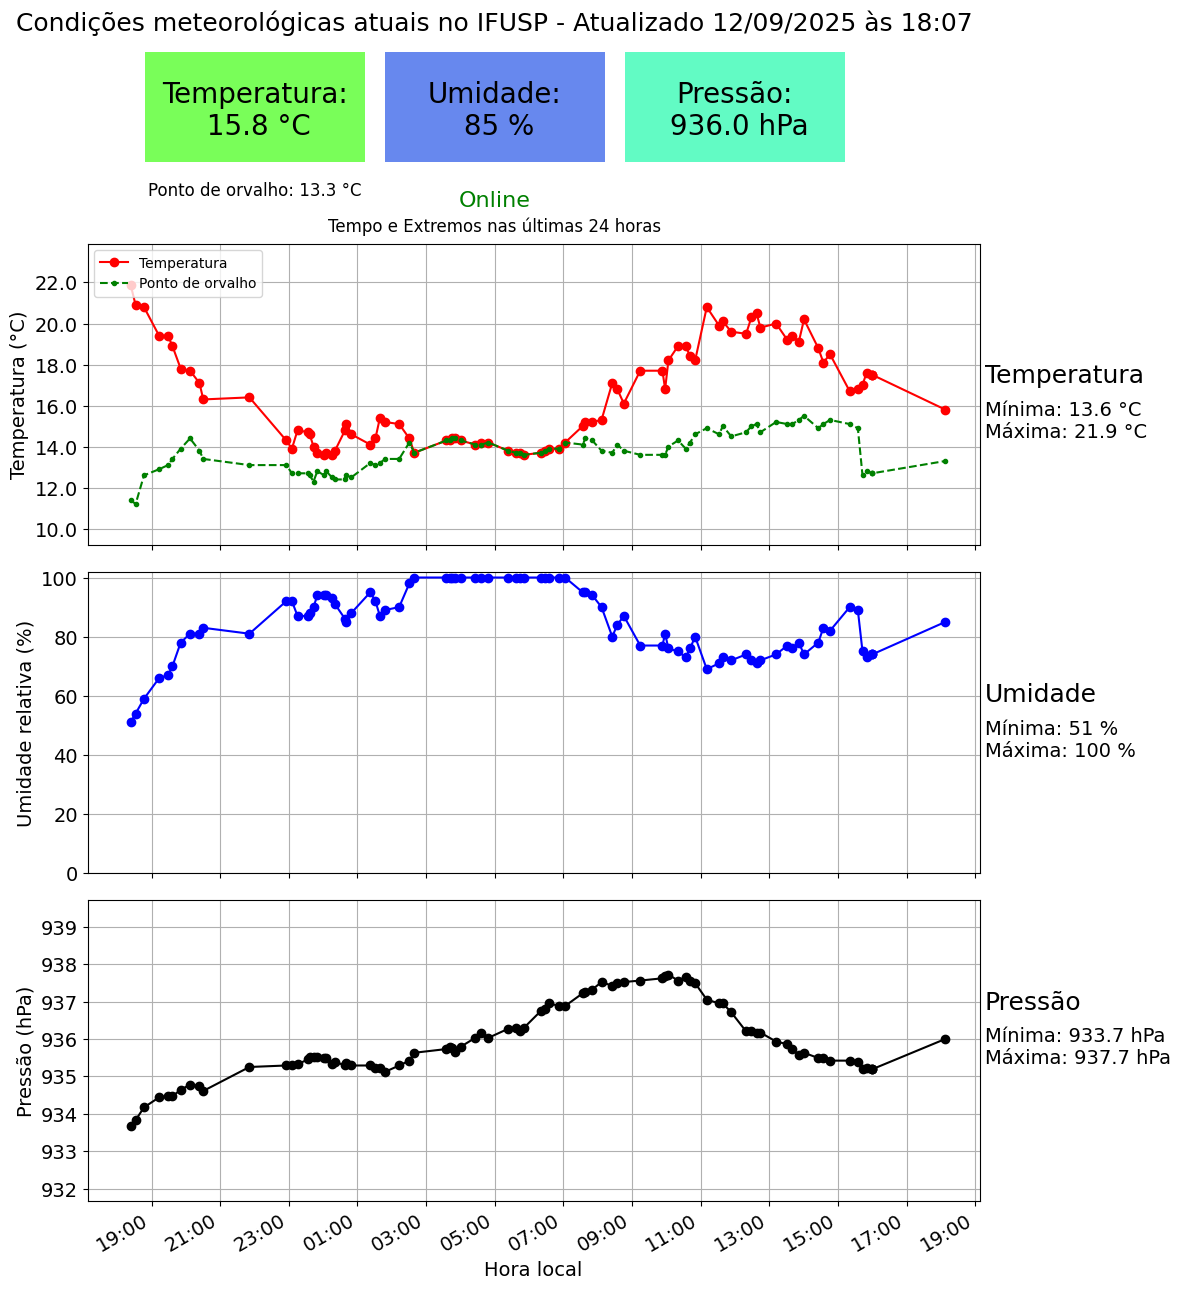 Condições meteorológicas atuais no IFUSP - Atualizado 12/09/2025 às 18:07
Temperatura:
15.8 °C
Umidade:
85 %
Pressão:
936.0 hPa
Ponto de orvalho: 13.3 °C
Online
Tempo e Extremos nas últimas 24 horas
Temperatura
Ponto de orvalho
Temperatura (°C)
22.0
20.0
18.0
16.0
14.0
12.0
10.0
Temperatura
Mínima: 13.6 °C
Máxima: 21.9 °C
Umidade relativa (%)
100
80
60
40
20
0
Umidade
Mínima: 51 %
Máxima: 100 %
Pressão (hPa)
939
938
937
936
935
934
933
932
Pressão
Mínima: 933.7 hPa
Máxima: 937.7 hPa
19:00
21:00
23:00
01:00
03:00
05:00
07:00
09:00
11:00
13:00
15:00
17:00
19:00
Hora local